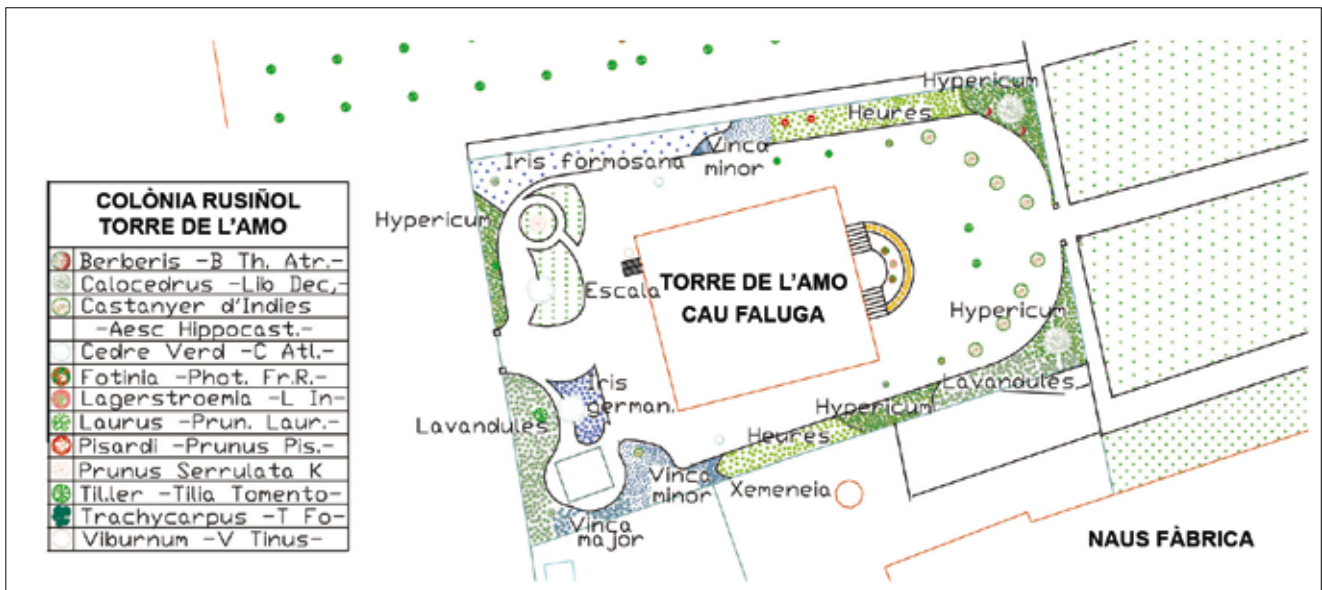 COLÒNIA RUSIÑOL
TORRE DE L'AMO
Berberis -B Th. Atr.-
Calocedrus -Lib Dec,-
Castanyer d'Indies
-Aesc Hippocast.-
Cedre Verd -C Atl.-
Fotinia -Phot. Fr.R.-
Lagerstroemia -L In-
Laurus -Prun. Laur.-
Pisardi -Prunus Pis.-
Prunus Serrulata K
Til.ler -Tilia Tomento-
Trachycarpus -T Fo-
Viburnum -V Tinus-
Hypericum
Heures
Vinca
minor
Iris formosana
Hypericum
Escala
TORRE DE L'AMO
CAU FALUGA
Hypericum
Lavandules
Iris
german.
Lavandules
Hypericum
Heures
Vinca
minor
Xemeneia
Vinca
major
NAUS FÀBRICA